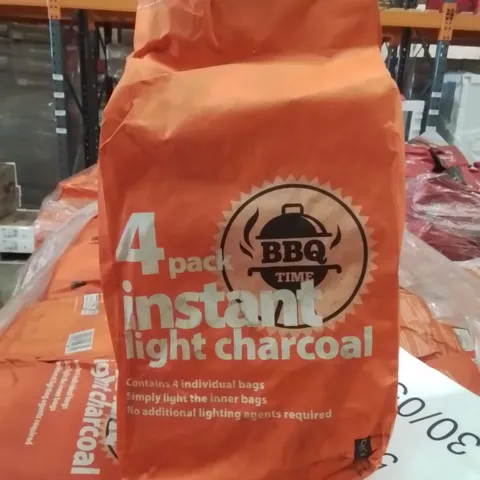 4 pack
BBQ
TIME
instant
light charcoal
Contains 4 individual bags
Simply light the inner bags
No additional lighting agents required
light charcoal
30/03